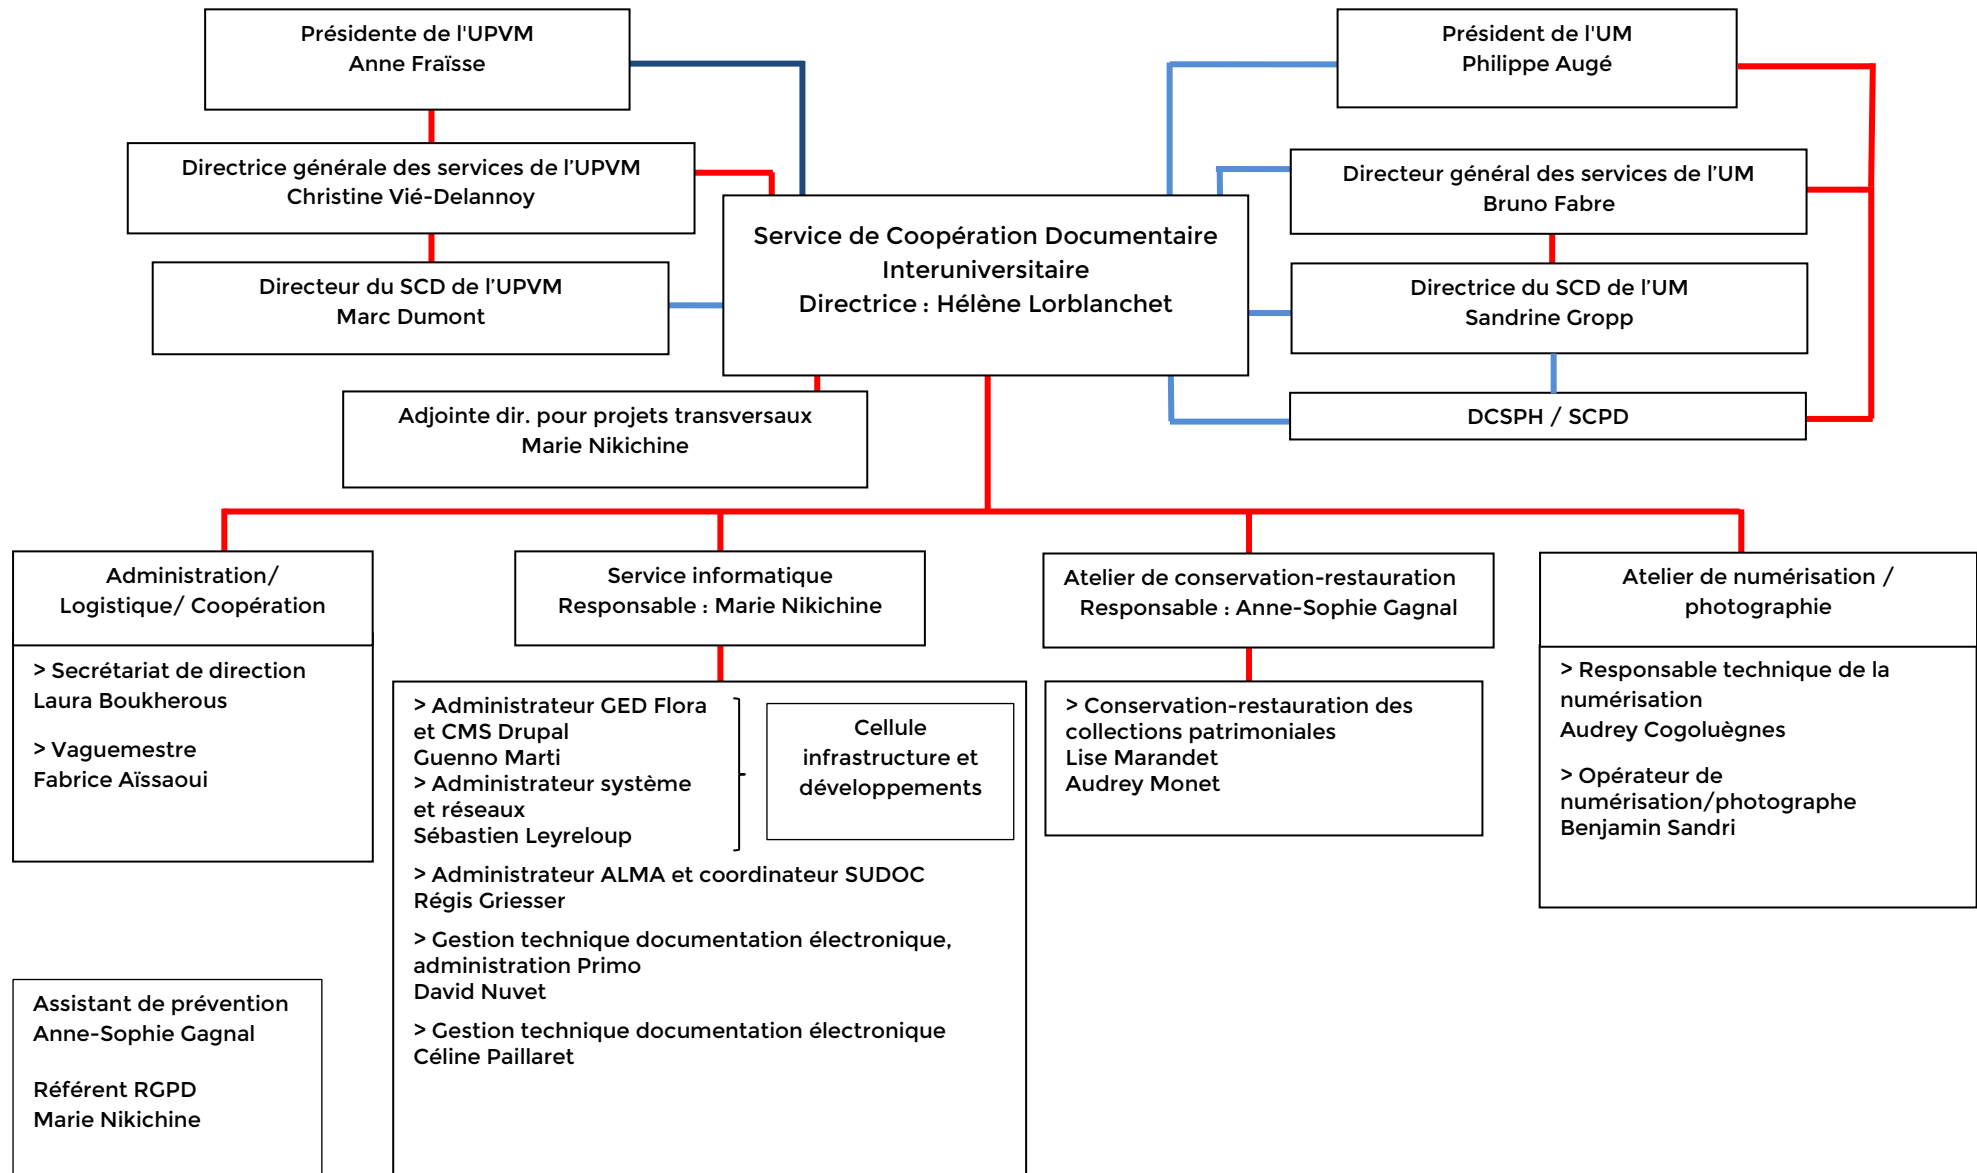 Présidente de l'UPVM
Anne Fraïsse
Président de l'UM
Philippe Augé
Directrice générale des services de l’UPVM
Christine Vié-Delannoy
Directeur général des services de l’UM
Bruno Fabre
Service de Coopération Documentaire
Interuniversitaire
Directrice : Hélène Lorblanchet
Directeur du SCD de l’UPVM
Marc Dumont
Directrice du SCD de l’UM
Sandrine Gropp
Adjointe dir. pour projets transversaux
Marie Nikichine
DCSPH / SCPD
Administration/
Logistique/ Coopération
> Secrétariat de direction
Laura Boukherous
> Vaguemestre
Fabrice Aïssaoui
Service informatique
Responsable : Marie Nikichine
> Administrateur GED Flora
et CMS Drupal
Guenno Marti
> Administrateur système
et réseaux
Sébastien Leyreloup
Cellule
infrastructure et
développements
> Administrateur ALMA et coordinateur SUDOC
Régis Griesser
> Gestion technique documentation électronique,
administration Primo
David Nuvet
> Gestion technique documentation électronique
Céline Paillaret
Atelier de conservation-restauration
Responsable : Anne-Sophie Gagnal
> Conservation-restauration des
collections patrimoniales
Lise Marandet
Audrey Monet
Atelier de numérisation /
photographie
> Responsable technique de la
numérisation
Audrey Cogoluègnes
> Opérateur de
numérisation/photographe
Benjamin Sandri
Assistant de prévention
Anne-Sophie Gagnal
Référent RGPD
Marie Nikichine